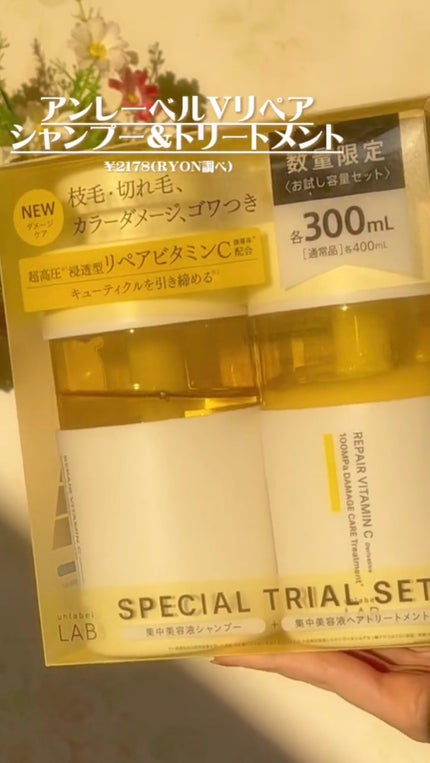 アンレーベルVリペア
シャンプー&トリートメント
¥2178(RYON調べ)
数量限定
〈お試し容量セット〉
各300mL
[通常品]各400mL
NEW
ダメージ
ケア
枝毛・切れ毛、
カラーダメージ、ゴワつき
超高圧 浸透型リペアビタミンC 誘導体 配合
キューティクルを引き締める
REPAIR VITAMIN C
REPAIR VITAMIN C Derivative
100MPa DAMAGE CARE Treatment
unlabel
LAB
SPECIAL TRIAL SET
集中美容液シャンプー + 集中美容液ヘアトリートメント